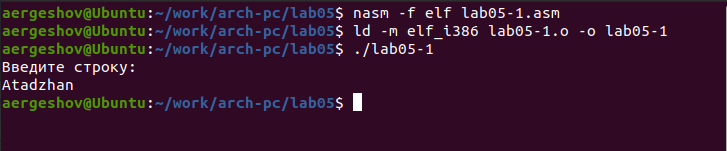 aergeshov@Ubuntu:~/work/arch-pc/lab05$ nasm -f elf lab05-1.asm
aergeshov@Ubuntu:~/work/arch-pc/lab05$ ld -m elf_i386 lab05-1.o -o lab05-1
aergeshov@Ubuntu:~/work/arch-pc/lab05$ ./lab05-1
Введите строку:
Atadzhan
aergeshov@Ubuntu:~/work/arch-pc/lab05$